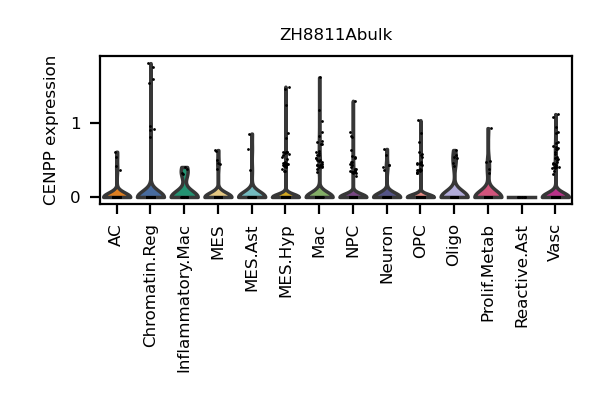 ZH8811Abulk
CENPP expression
1
0
AC
Chromatin.Reg
Inflammatory.Mac
MES
MES.Ast
MES.Hyp
Mac
NPC
Neuron
OPC
Oligo
Prolif.Metab
Reactive.Ast
Vasc